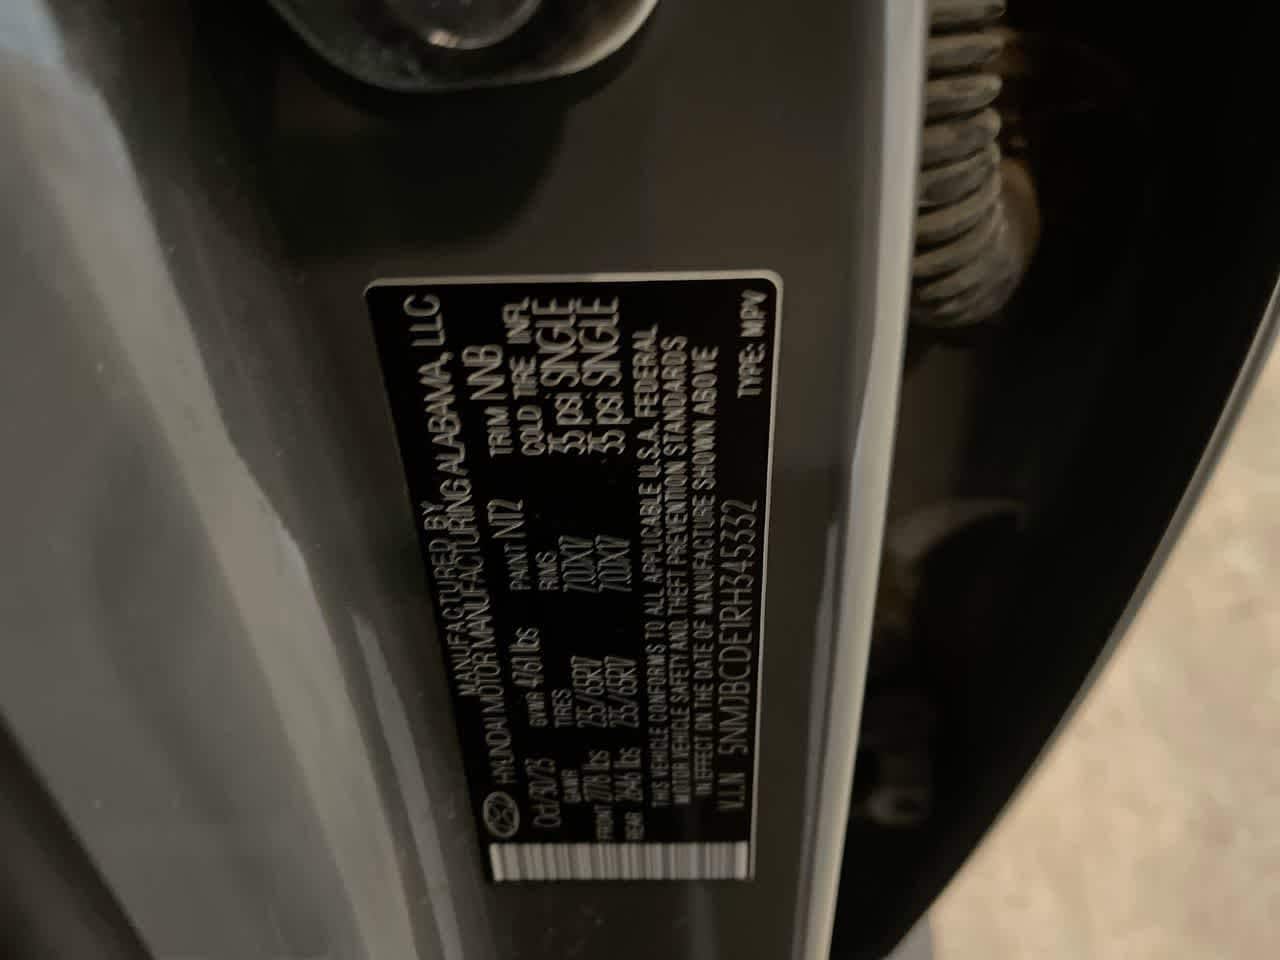 MANUFACTURED BY
HYUNDAI MOTOR MANUFACTURING ALABAMA, LLC
Oct/30/23 GVWR 4761 lbs PAINT NT2 TRIM NNB
GAWR TIRES RIMS COLD TIRE INFL
FRONT 2778 lbs 235/65R17 7.00X17 35 psi SINGLE
REAR 2646 lbs 235/65R17 7.00X17 35 psi SINGLE
THIS VEHICLE CONFORMS TO ALL APPLICABLE U.S.A. FEDERAL
MOTOR VEHICLE SAFETY AND THEFT PREVENTION STANDARDS
IN EFFECT ON THE DATE OF MANUFACTURE SHOWN ABOVE
V.I.N 5NMJBCDE1RH345332 TYPE: MPV